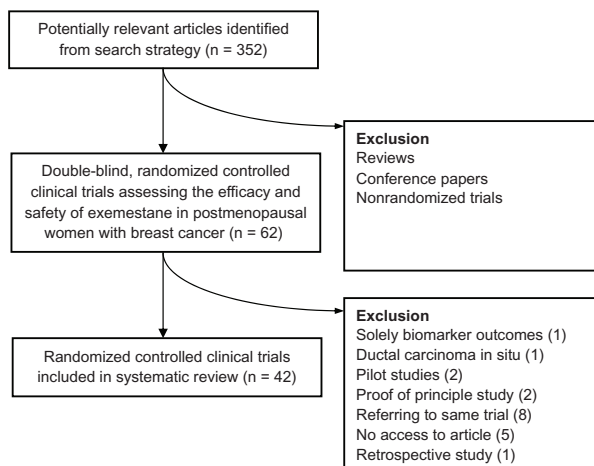 Potentially relevant articles identified
from search strategy (n = 352)
Exclusion
Reviews
Conference papers
Nonrandomized trials
Double-blind, randomized controlled
clinical trials assessing the efficacy and
safety of exemestane in postmenopausal
women with breast cancer (n = 62)
Exclusion
Solely biomarker outcomes (1)
Ductal carcinoma in situ (1)
Pilot studies (2)
Proof of principle study (2)
Referring to same trial (8)
No access to article (5)
Retrospective study (1)
Randomized controlled clinical trials
included in systematic review (n = 42)